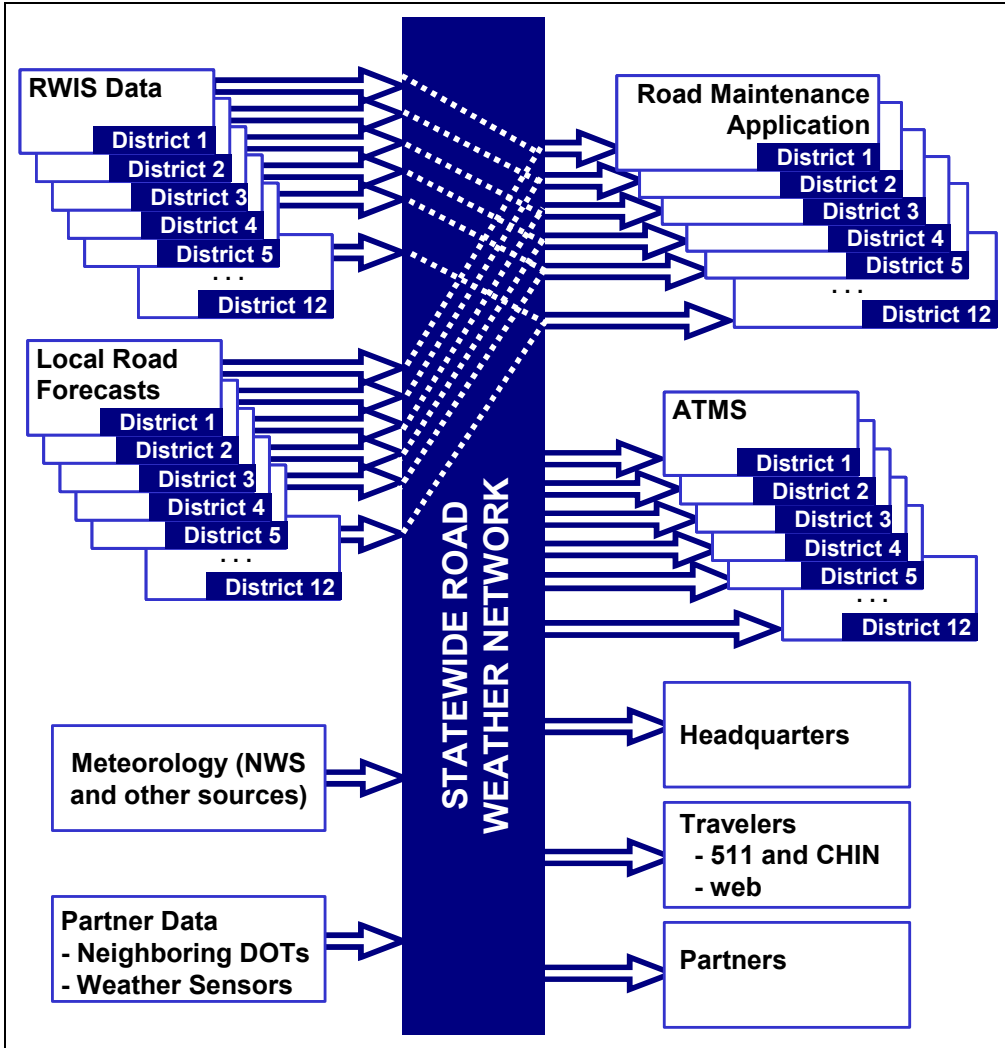 RWIS Data
District 1
District 2
District 3
District 4
District 5
. . .
District 12
Local Road
Forecasts
District 1
District 2
District 3
District 4
District 5
. . .
District 12
Meteorology (NWS
and other sources)
Partner Data
- Neighboring DOTs
- Weather Sensors
STATEWIDE ROAD
WEATHER NETWORK
Road Maintenance
Application
District 1
District 2
District 3
District 4
District 5
. . .
District 12
ATMS
District 1
District 2
District 3
District 4
District 5
. . .
District 12
Headquarters
Travelers
- 511 and CHIN
- web
Partners